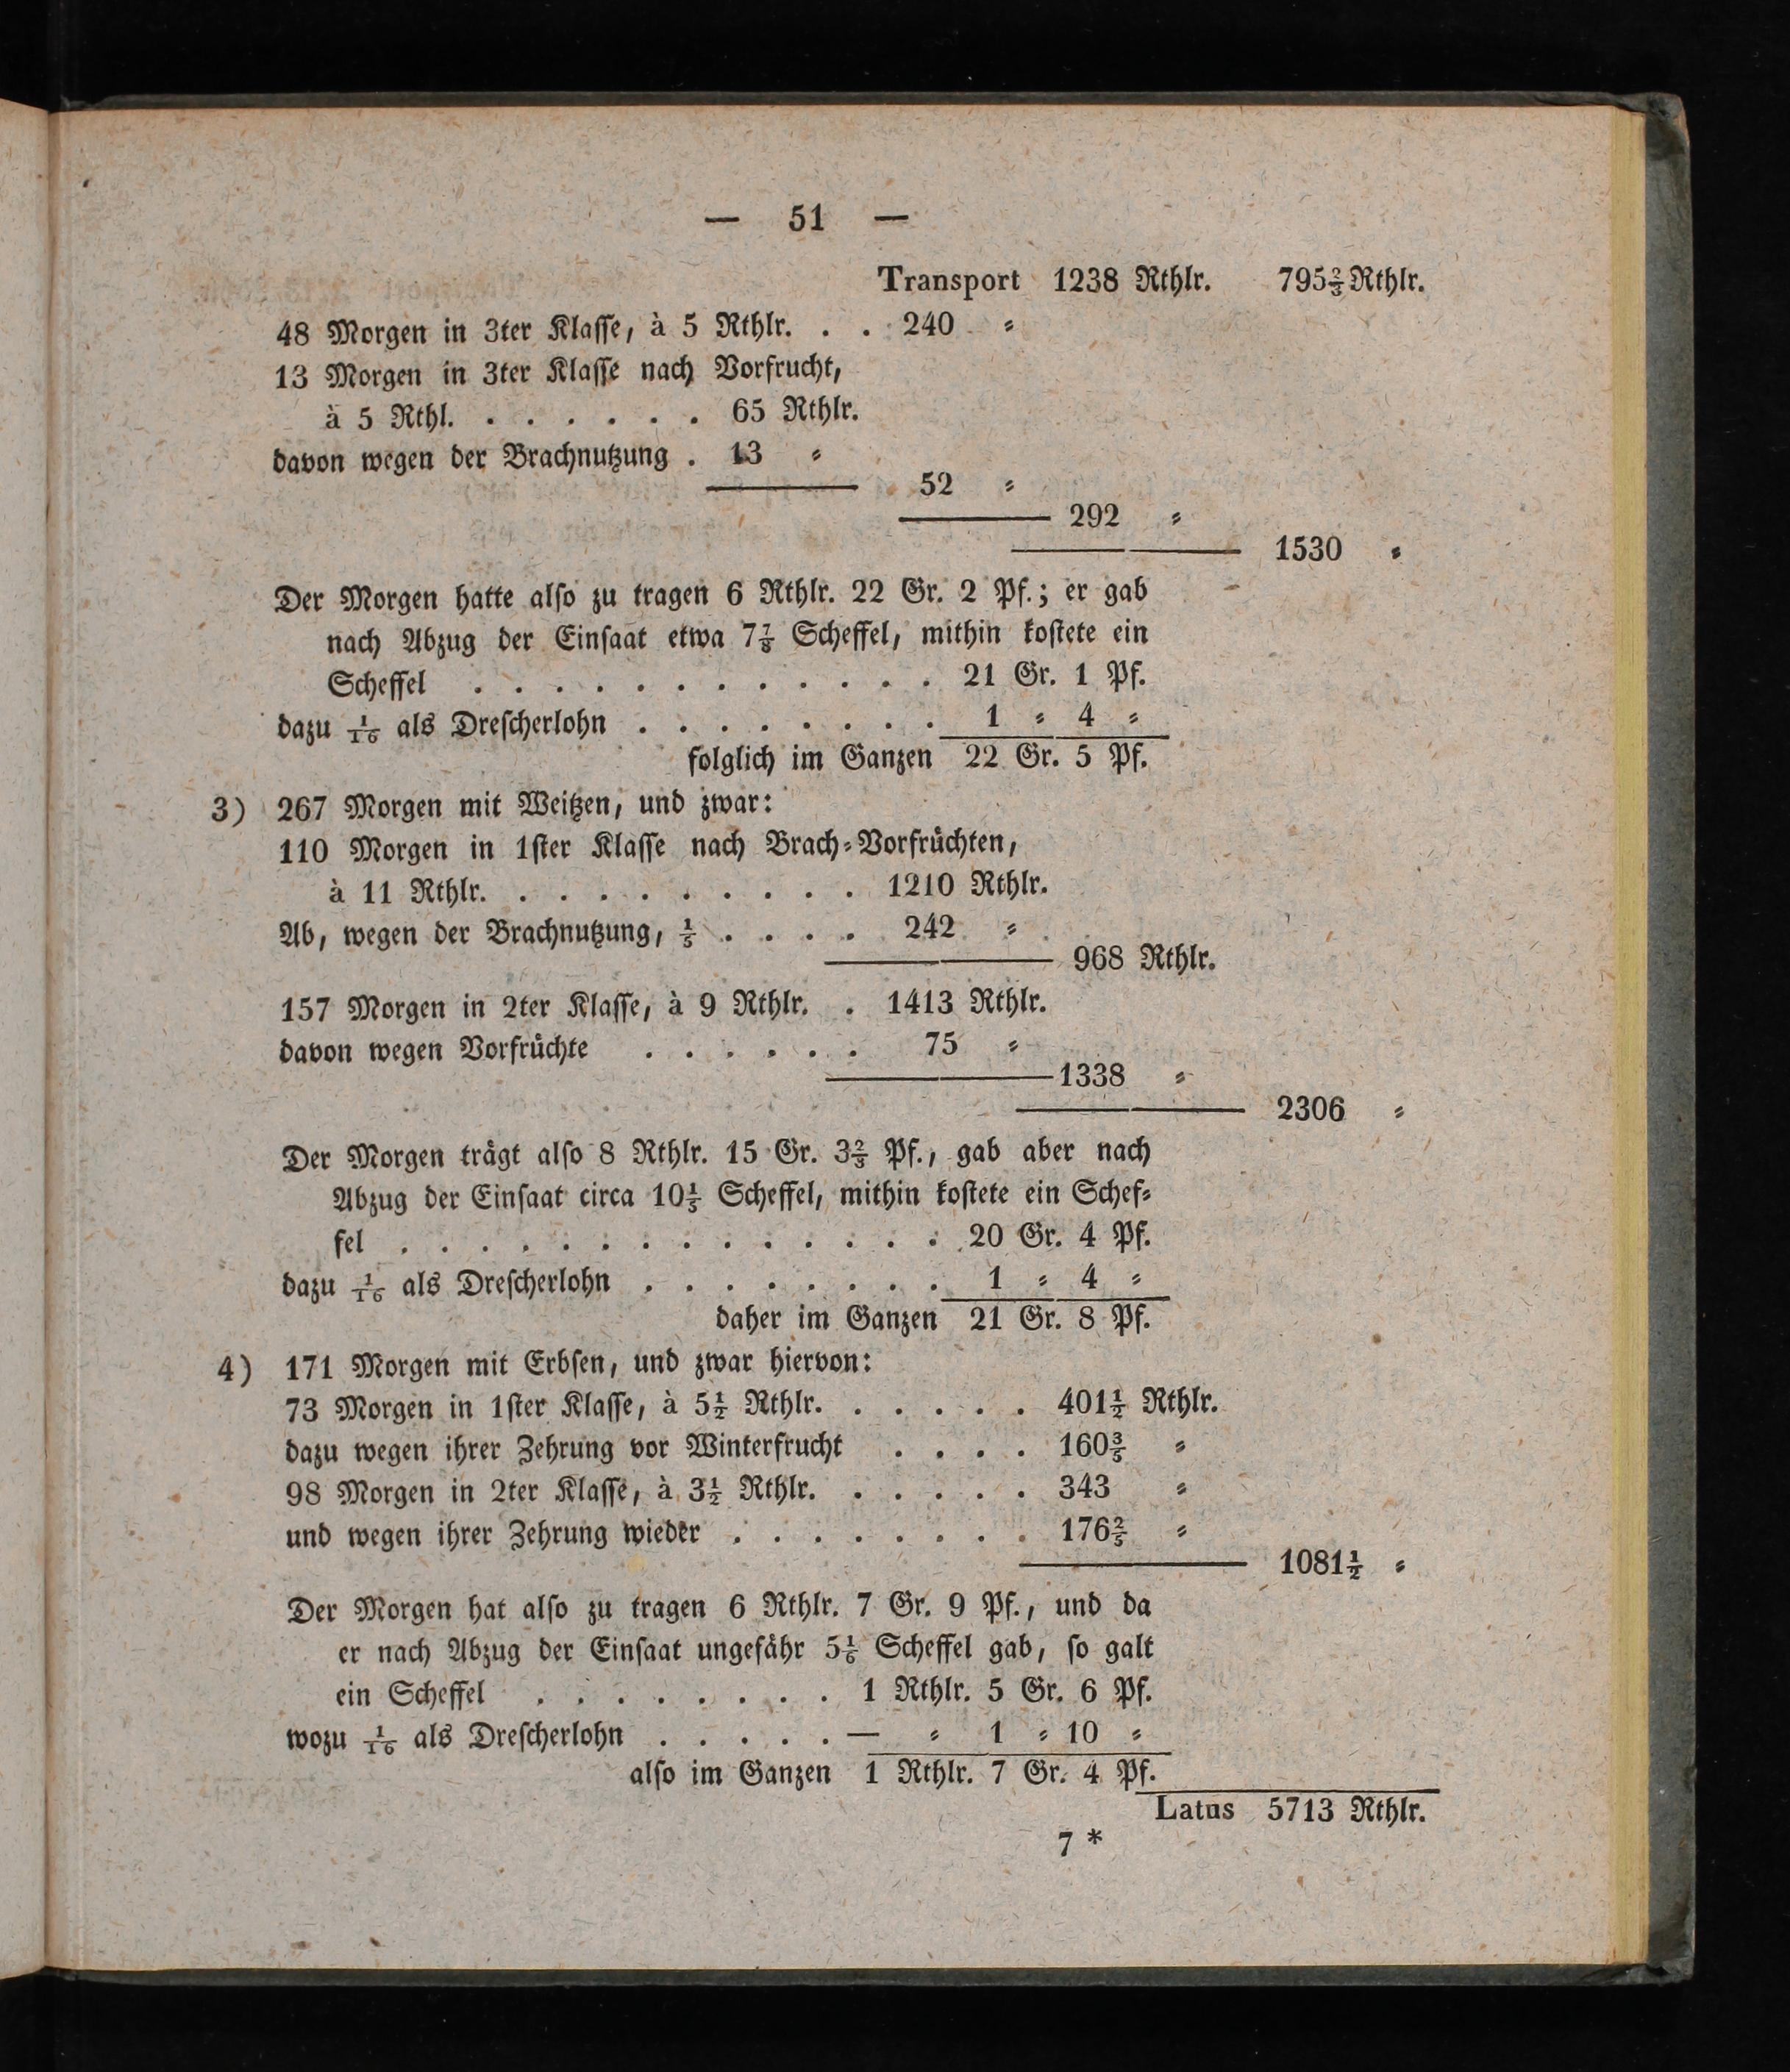 — 51 —
Transport 1238 Rthlr. 795⅔ Rthlr.
48 Morgen in 3ter Klaſſe, à 5 Rthlr. . . 240 ⸗
13 Morgen in 3ter Klaſſe nach Vorfrucht,
à 5 Rthl. . . . . . . 65 Rthlr.
davon wegen der Brachnutzung . 13 ⸗
52 ⸗
292 ⸗
1530 ⸗
Der Morgen hatte alſo zu tragen 6 Rthlr. 22 Gr. 2 Pf.; er gab
nach Abzug der Einſaat etwa 7⅞ Scheffel, mithin koſtete ein
Scheffel . . . . . . . . . . . . 21 Gr. 1 Pf.
dazu 1/16 als Dreſcherlohn . . . . . . . . 1 ⸗ 4 ⸗
folglich im Ganzen 22 Gr. 5 Pf.
3) 267 Morgen mit Weitzen, und zwar:
110 Morgen in 1ſter Klaſſe nach Brach⸗Vorfrüchten,
à 11 Rthlr. . . . . . . . . . 1210 Rthlr.
Ab, wegen der Brachnutzung, ⅕ . . . . 242 ⸗
968 Rthlr.
157 Morgen in 2ter Klaſſe, à 9 Rthlr. . 1413 Rthlr.
davon wegen Vorfrüchte . . . . . . 75 ⸗
1338 ⸗
2306 ⸗
Der Morgen trägt alſo 8 Rthlr. 15 Gr. 3⅖ Pf., gab aber nach
Abzug der Einſaat circa 10⅕ Scheffel, mithin koſtete ein Schef⸗
fel . . . . . . . . . . . . . . 20 Gr. 4 Pf.
dazu 1/16 als Dreſcherlohn . . . . . . . . 1 ⸗ 4 ⸗
daher im Ganzen 21 Gr. 8 Pf.
4) 171 Morgen mit Erbſen, und zwar hiervon:
73 Morgen in 1ſter Klaſſe, à 5½ Rthlr. . . . . . 401½ Rthlr.
dazu wegen ihrer Zehrung vor Winterfrucht . . . . 160⅗ ⸗
98 Morgen in 2ter Klaſſe, à 3½ Rthlr. . . . . . 343 ⸗
und wegen ihrer Zehrung wieder . . . . . . . . 176⅖ ⸗
1081½ ⸗
Der Morgen hat alſo zu tragen 6 Rthlr. 7 Gr. 9 Pf., und da
er nach Abzug der Einſaat ungefähr 5⅙ Scheffel gab, ſo galt
ein Scheffel . . . . . . . . 1 Rthlr. 5 Gr. 6 Pf.
wozu 1/16 als Dreſcherlohn . . . . . — ⸗ 1 ⸗ 10 ⸗
alſo im Ganzen 1 Rthlr. 7 Gr. 4 Pf.
Latus 5713 Rthlr.
7 *